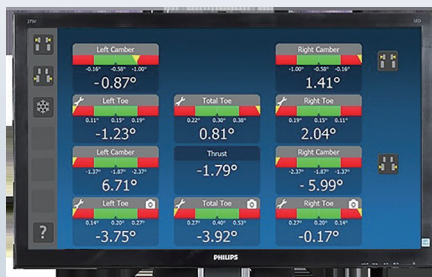 Left Camber
-0.16° -0.58° -1.00°
-0.87°
Right Camber
-1.00° -0.58° -0.16°
1.41°
Left Toe
0.11° 0.15° 0.19°
-1.23°
Total Toe
0.22° 0.30° 0.38°
0.81°
Right Toe
0.19° 0.15° 0.11°
2.04°
Left Camber
-1.37° -1.87° -2.37°
6.71°
Thrust
-1.79°
Right Camber
-2.37° -1.87° -1.37°
- 5.99°
Left Toe
0.14° 0.20° 0.27°
-3.75°
Total Toe
0.27° 0.40° 0.53°
-3.92°
Right Toe
0.27° 0.20° 0.14°
-0.17°
?
PHILIPS